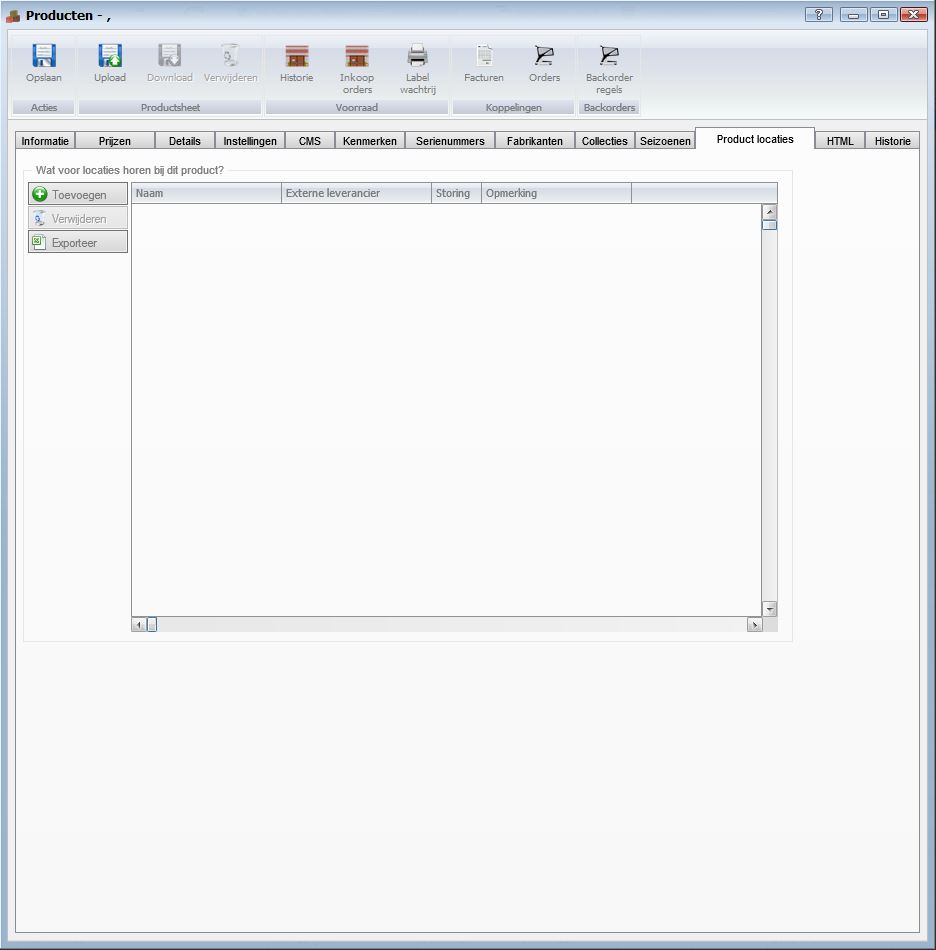 Producten - ,
Opslaan
Upload
Download
Verwijderen
Historie
Inkoop
orders
Label
wachtrij
Facturen
Orders
Backorder
regels
Acties
Productsheet
Voorraad
Koppelingen
Backorders
Informatie
Prijzen
Details
Instellingen
CMS
Kenmerken
Serienummers
Fabrikanten
Collecties
Seizoenen
Product locaties
HTML
Historie
Wat voor locaties horen bij dit product?
Toevoegen
Verwijderen
Exporteer
Naam
Externe leverancier
Storing
Opmerking